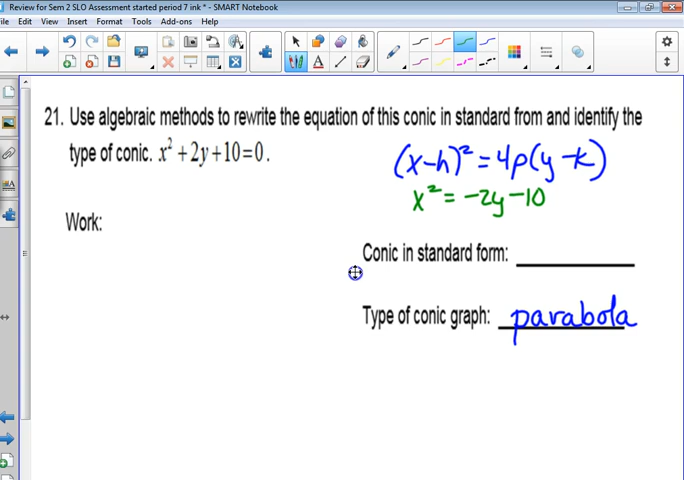 Review for Sem 2 SLO Assessment started period 7 ink * - SMART Notebook
Edit View Insert Format Tools Add-ons Help
21. Use algebraic methods to rewrite the equation of this conic in standard from and identify the
type of conic. x² + 2y + 10 = 0.
(x-h)² = 4p(y-k)
x² = -2y - 10
Work:
Conic in standard form: ____________
Type of conic graph: parabola